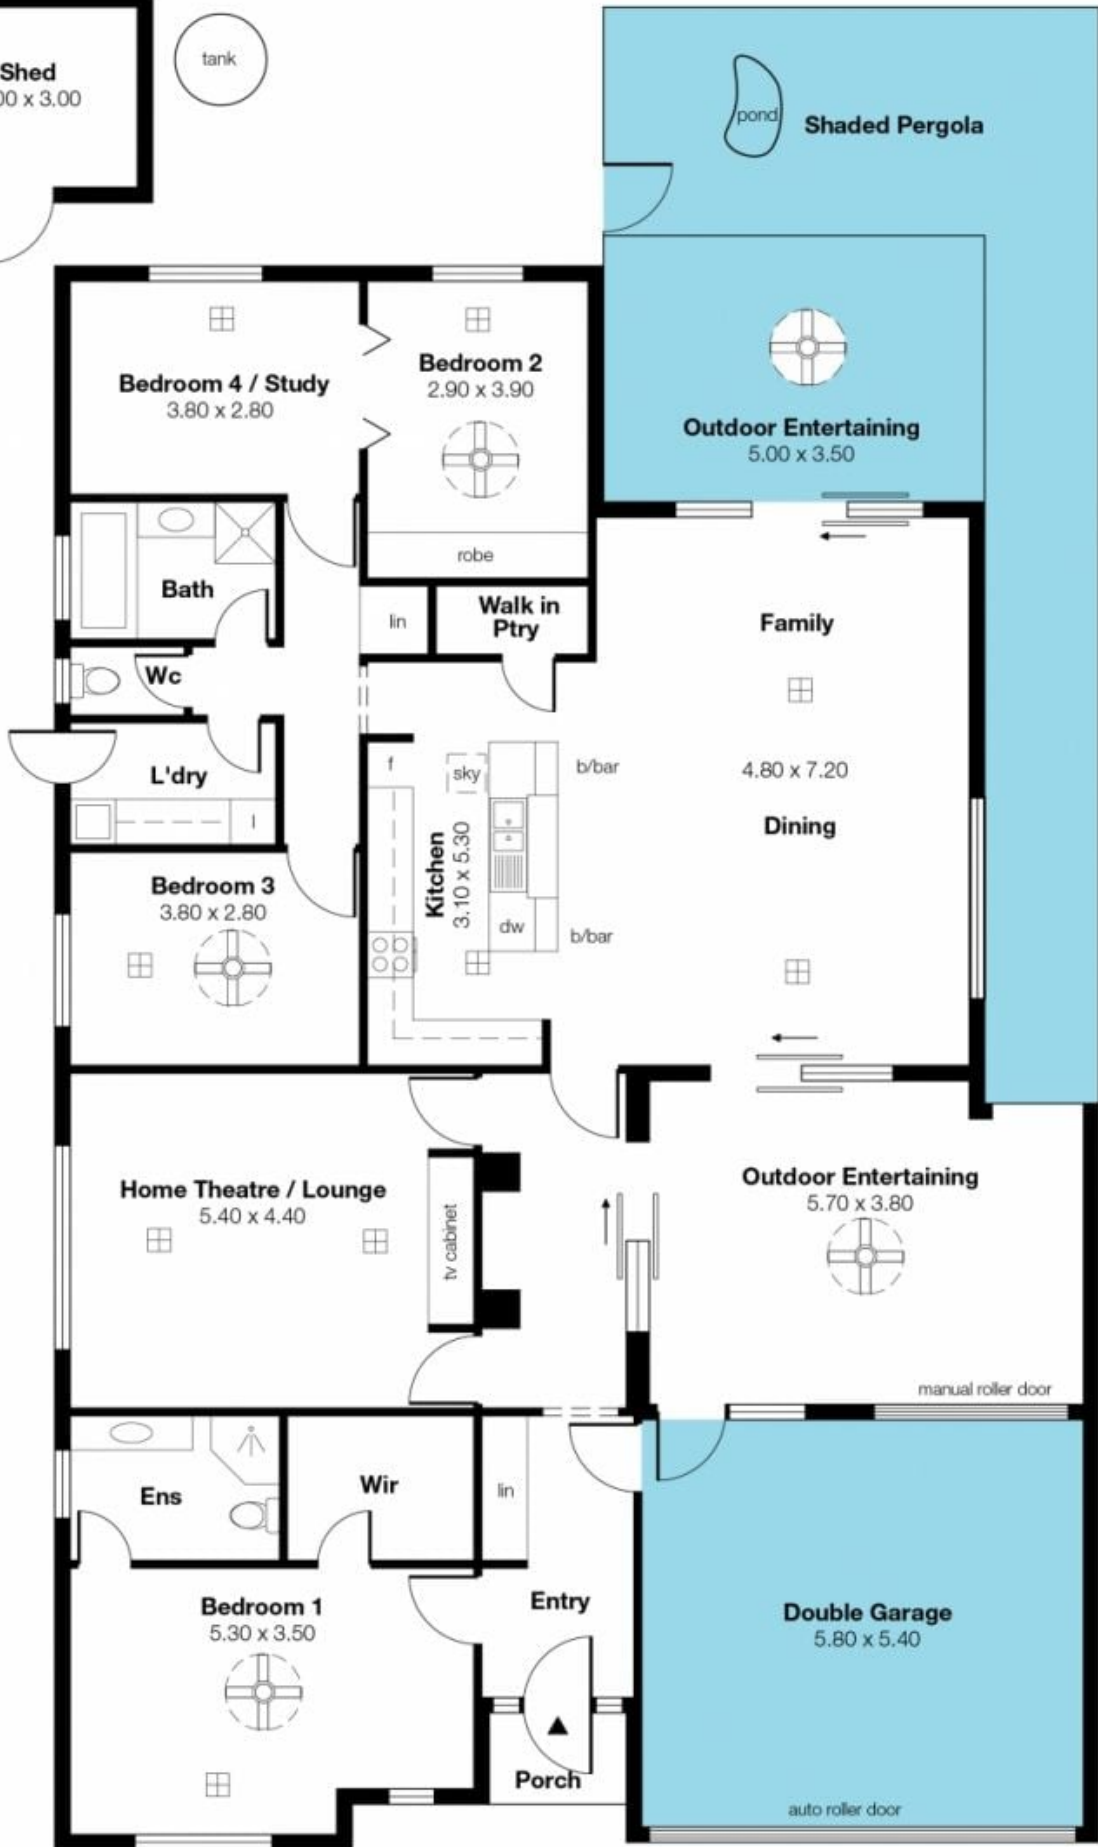 Shed
00 x 3.00
tank
pond
Shaded Pergola
Bedroom 4 / Study
3.80 x 2.80
Bedroom 2
2.90 x 3.90
Outdoor Entertaining
5.00 x 3.50
robe
Bath
lin
Walk in
Ptry
Family
Wc
L'dry
l
f
sky
b/bar
4.80 x 7.20
Dining
Kitchen
3.10 x 5.30
dw
b/bar
Bedroom 3
3.80 x 2.80
Home Theatre / Lounge
5.40 x 4.40
tv cabinet
Outdoor Entertaining
5.70 x 3.80
manual roller door
Ens
Wir
lin
Entry
Bedroom 1
5.30 x 3.50
Double Garage
5.80 x 5.40
Porch
auto roller door